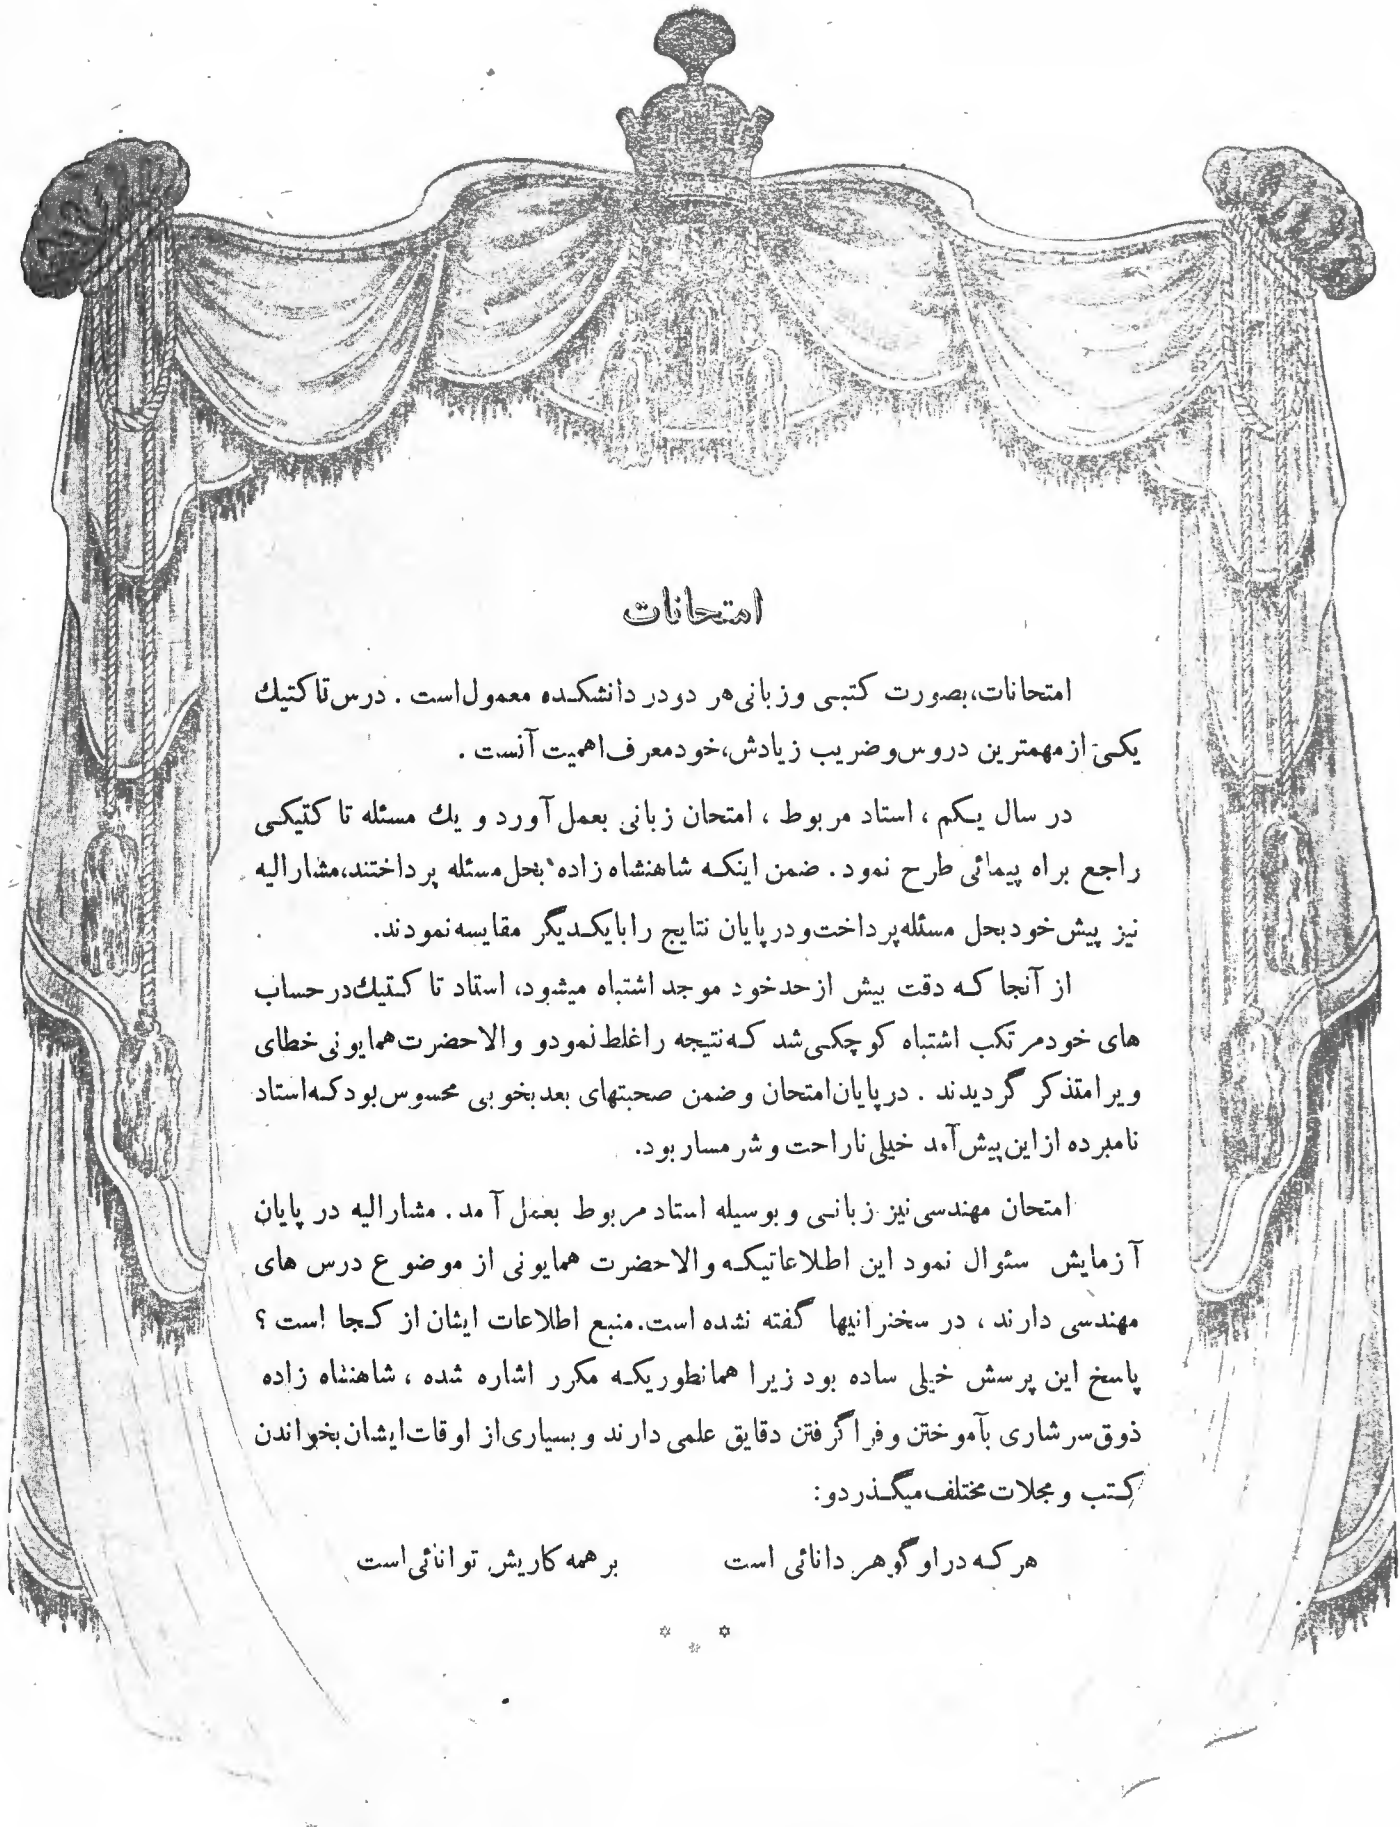 امتحانات
امتحانات، بصورت کتبی و زبانی هر دو در دانشکده معمول است . درس تاکتیك
یکی از مهمترین دروس و ضریب زیادش، خود معرف اهمیت آنست .
در سال یکم ، استاد مربوط ، امتحان زبانی بعمل آورد و یك مسئله تاکتیکی
راجع براه پیمائی طرح نمود . ضمن اینکه شاهنشاه زاده بحل مسئله پرداختند، مشارالیه
نیز پیش خود بحل مسئله پرداخت و در پایان نتایج را بایکدیگر مقایسه نمودند.
از آنجا که دقت بیش از حد خود موجد اشتباه میشود، استاد تاکتیك در حساب
های خود مرتکب اشتباه کوچکی شد که نتیجه را غلط نمود و والاحضرت همایونی خطای
ویرا متذکر گردیدند . در پایان امتحان و ضمن صحبتهای بعد بخوبی محسوس بود که استاد
نامبرده از این پیش آمد خیلی ناراحت و شرمسار بود.
امتحان مهندسی نیز زبانی و بوسیله استاد مربوط بعمل آمد . مشارالیه در پایان
آزمایش سئوال نمود این اطلاعاتیکه والاحضرت همایونی از موضوع درس های
مهندسی دارند ، در سخنرانیها گفته نشده است. منبع اطلاعات ایشان از کجا است ؟
پاسخ این پرسش خیلی ساده بود زیرا همانطوریکه مکرر اشاره شده ، شاهنشاه زاده
ذوق سرشاری بآموختن و فراگرفتن دقایق علمی دارند و بسیاری از اوقات ایشان بخواندن
کتب و مجلات مختلف میگذرد و:
هر که در او گوهر دانائی است بر همه کاریش توانائی است